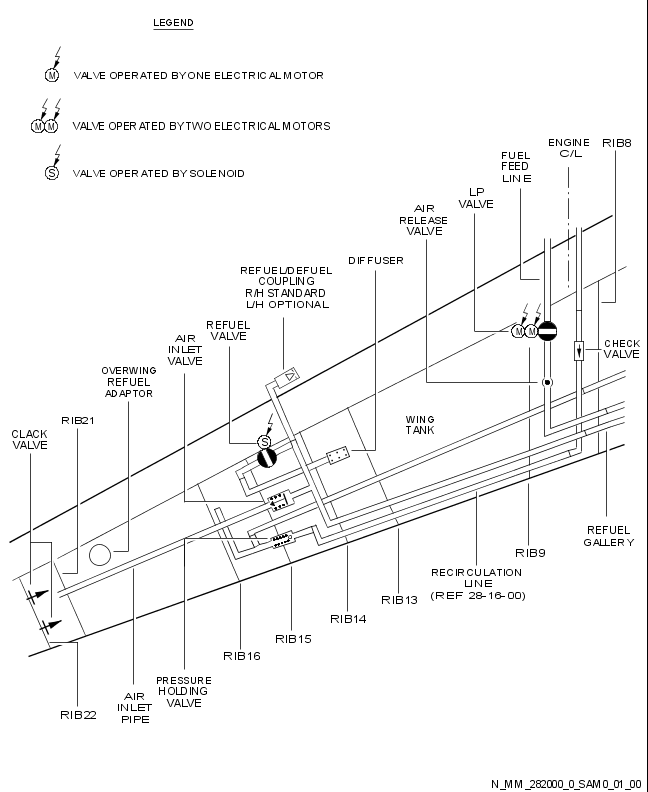 LEGEND
M
VALVE OPERATED BY ONE ELECTRICAL MOTOR
M M
VALVE OPERATED BY TWO ELECTRICAL MOTORS
S
VALVE OPERATED BY SOLENOID
ENGINE
C/L
RIB8
FUEL
FEED
LINE
LP
VALVE
AIR
RELEASE
VALVE
DIFFUSER
REFUEL/DEFUEL
COUPLING
R/H STANDARD
L/H OPTIONAL
REFUEL
VALVE
AIR
INLET
VALVE
OVERWING
REFUEL
ADAPTOR
RIB21
CLACK
VALVE
M M
CHECK
VALVE
WING
TANK
S
REFUEL
GALLERY
RIB9
RECIRCULATION
LINE
(REF 28-16-00)
RIB13
RIB14
RIB15
RIB16
PRESSURE
HOLDING
VALVE
AIR
INLET
PIPE
RIB22
N_MM_282000_0_SAM0_01_00